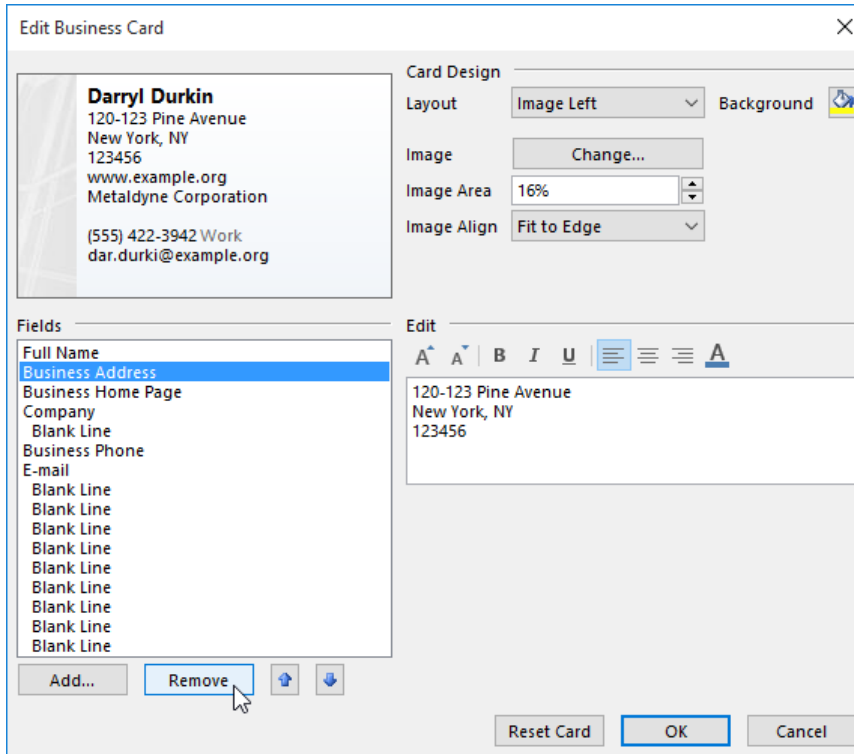 Edit Business Card
Darryl Durkin
120-123 Pine Avenue
New York, NY
123456
www.example.org
Metaldyne Corporation
(555) 422-3942 Work
dar.durki@example.org
Card Design
Layout
Image Left
Background
Image
Change...
Image Area
16%
Image Align
Fit to Edge
Fields
Full Name
Business Address
Business Home Page
Company
Blank Line
Business Phone
E-mail
Blank Line
Blank Line
Blank Line
Blank Line
Blank Line
Blank Line
Blank Line
Blank Line
Blank Line
Add...
Remove
Edit
A A B I U A
120-123 Pine Avenue
New York, NY
123456
Reset Card
OK
Cancel